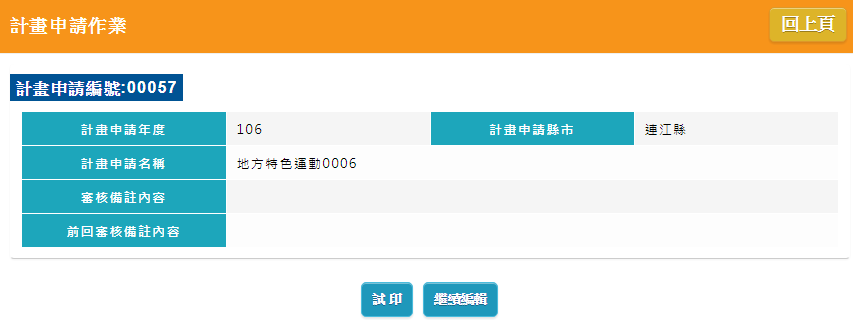 計畫申請作業
回上頁
計畫申請編號:00057
計畫申請年度 106 計畫申請縣市 連江縣
計畫申請名稱 地方特色運動0006
審核備註內容
前回審核備註內容
試印 繼續編輯